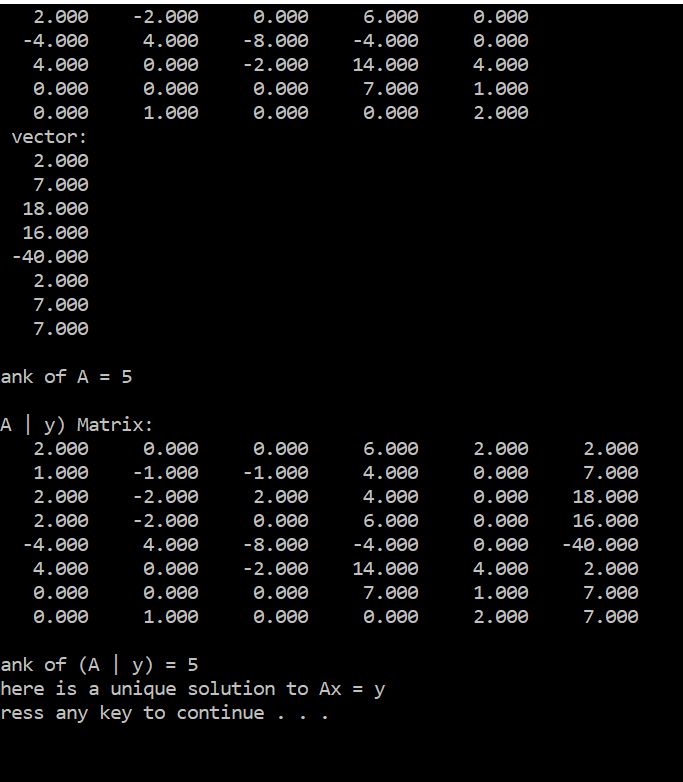 2.000 -2.000 0.000 6.000 0.000
-4.000 4.000 -8.000 -4.000 0.000
4.000 0.000 -2.000 14.000 4.000
0.000 0.000 0.000 7.000 1.000
0.000 1.000 0.000 0.000 2.000
vector:
2.000
7.000
18.000
16.000
-40.000
2.000
7.000
7.000
ank of A = 5
A | y) Matrix:
2.000 0.000 0.000 6.000 2.000 2.000
1.000 -1.000 -1.000 4.000 0.000 7.000
2.000 -2.000 2.000 4.000 0.000 18.000
2.000 -2.000 0.000 6.000 0.000 16.000
-4.000 4.000 -8.000 -4.000 0.000 -40.000
4.000 0.000 -2.000 14.000 4.000 2.000
0.000 0.000 0.000 7.000 1.000 7.000
0.000 1.000 0.000 0.000 2.000 7.000
ank of (A | y) = 5
here is a unique solution to Ax = y
ress any key to continue . . .